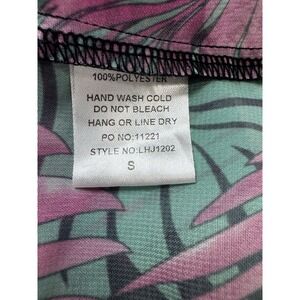 100%POLYESTER
HAND WASH COLD
DO NOT BLEACH
HANG OR LINE DRY
PO NO:11221
STYLE NO:LHJ1202
S